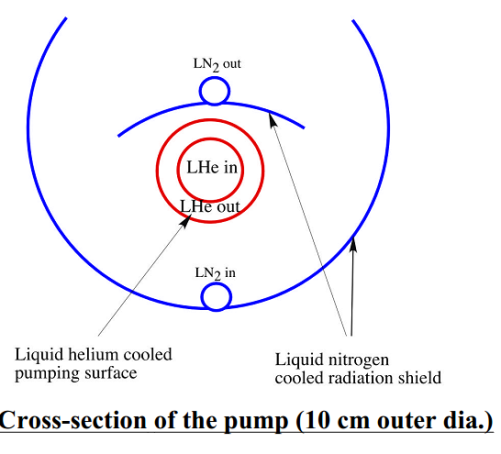 LN2 out
LHe in
LHe out
LN2 in
Liquid helium cooled
pumping surface
Liquid nitrogen
cooled radiation shield
Cross-section of the pump (10 cm outer dia.)